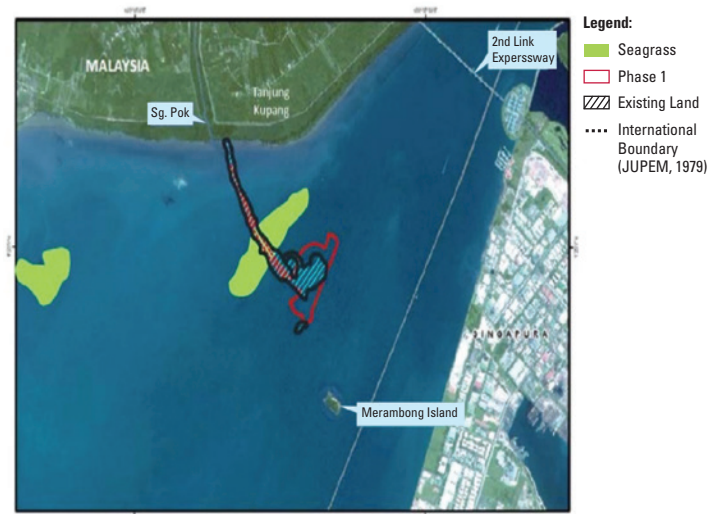 MALAYSIA
Tanjung
Kupang
Sg. Pok
2nd Link
Experssway
SINGAPURA
Merambong Island
Legend:
Seagrass
Phase 1
Existing Land
International
Boundary
(JUPEM, 1979)